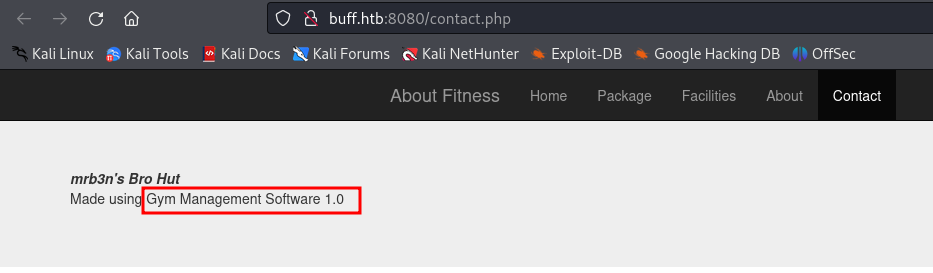 buff.htb:8080/contact.php
Kali Linux Kali Tools Kali Docs Kali Forums Kali NetHunter Exploit-DB Google Hacking DB OffSec
About Fitness Home Package Facilities About Contact
mrb3n's Bro Hut
Made using Gym Management Software 1.0